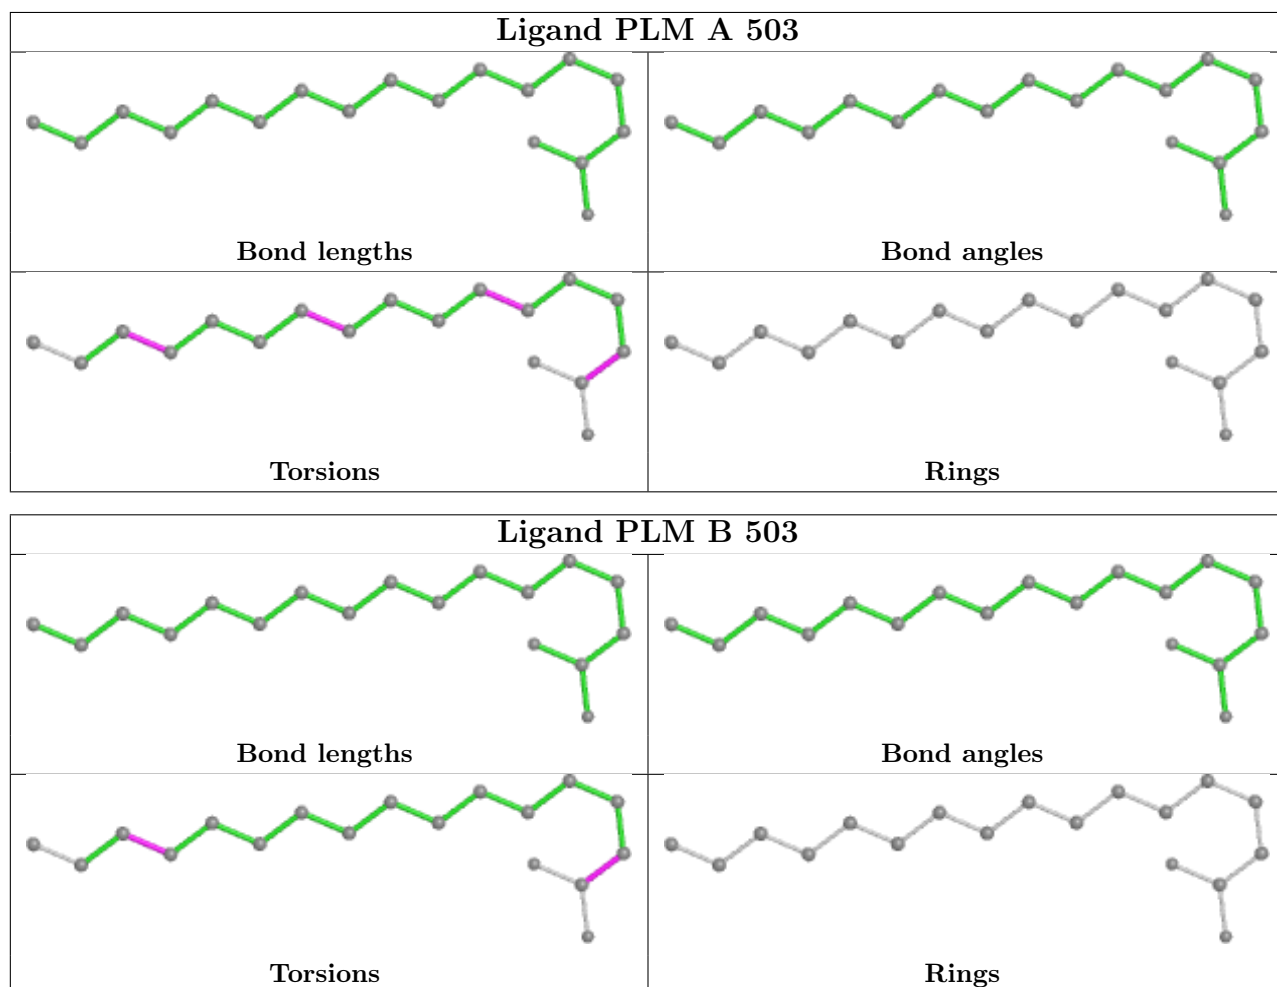 Ligand PLM A 503
Bond lengths
Bond angles
Torsions
Rings
Ligand PLM B 503
Bond lengths
Bond angles
Torsions
Rings